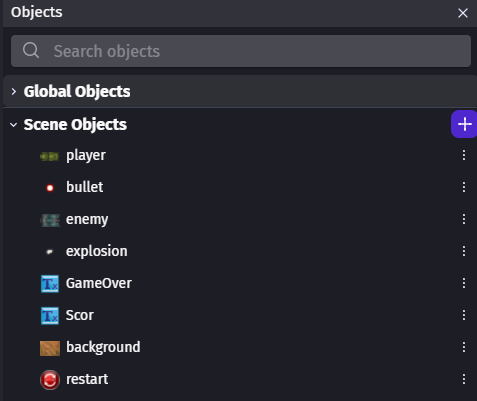 Objects
Search objects
Global Objects
Scene Objects
player
bullet
enemy
explosion
GameOver
Scor
background
restart